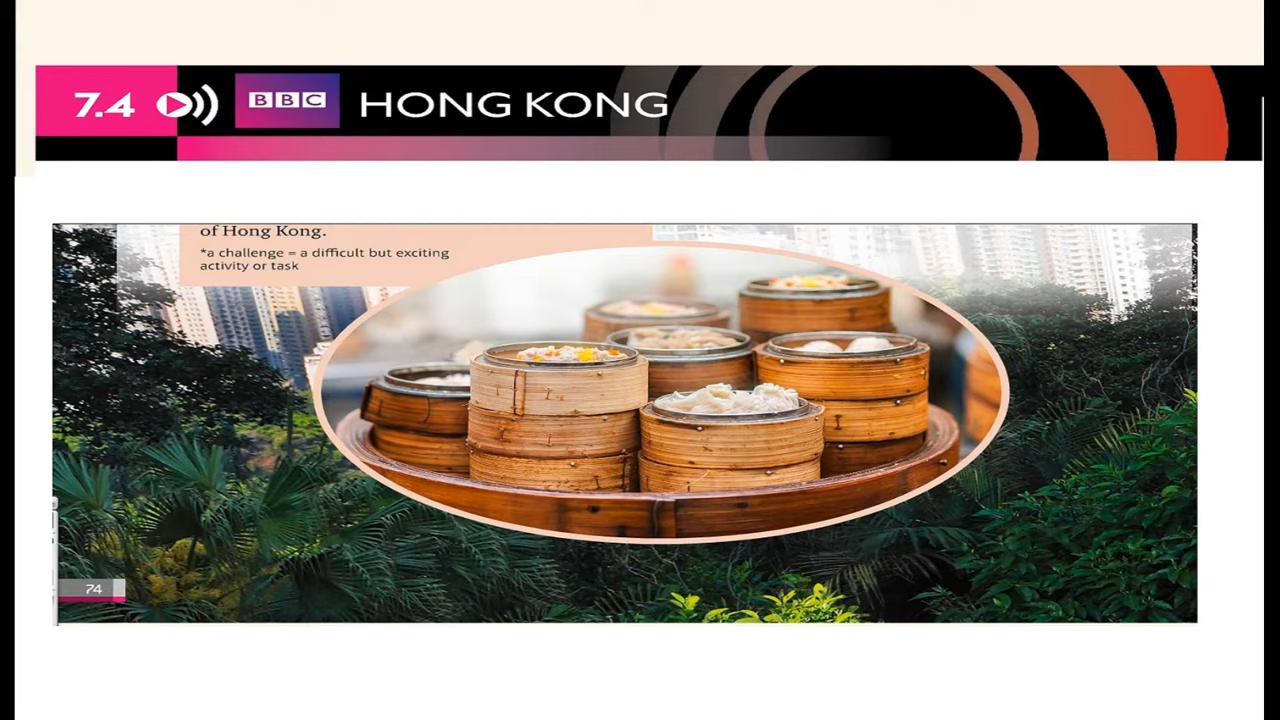 7.4 BBC HONG KONG
of Hong Kong.
*a challenge = a difficult but exciting
activity or task
74